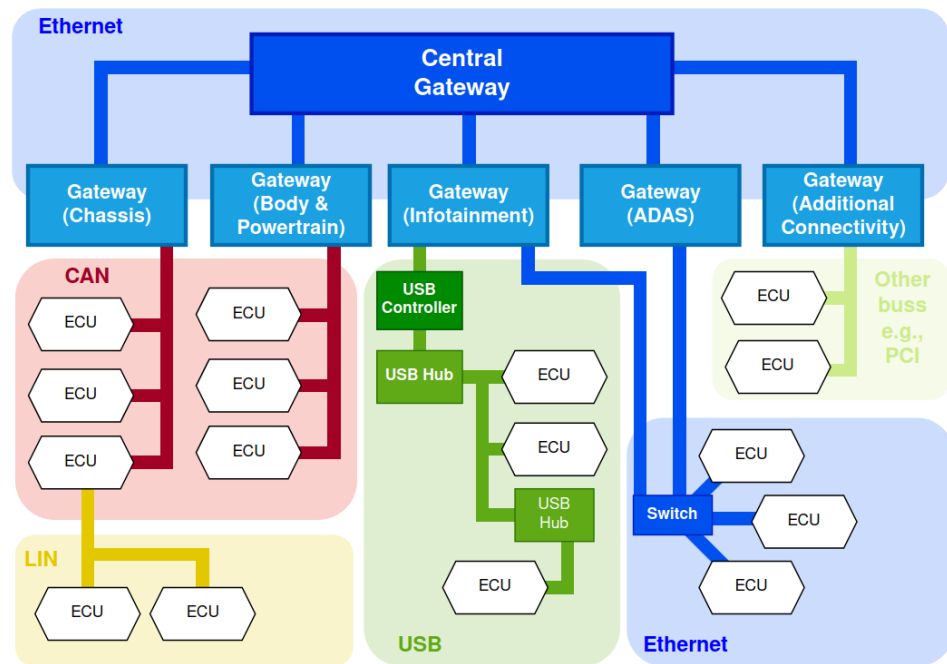 Ethernet
Central
Gateway
Gateway
(Chassis)
Gateway
(Body &
Powertrain)
Gateway
(Infotainment)
Gateway
(ADAS)
Gateway
(Additional
Connectivity)
CAN
ECU
ECU
ECU
ECU
ECU
ECU
LIN
ECU
ECU
USB
Controller
USB Hub
ECU
ECU
USB
Hub
ECU
USB
ECU
ECU
Other
buss
e.g.,
PCI
Switch
ECU
ECU
ECU
Ethernet